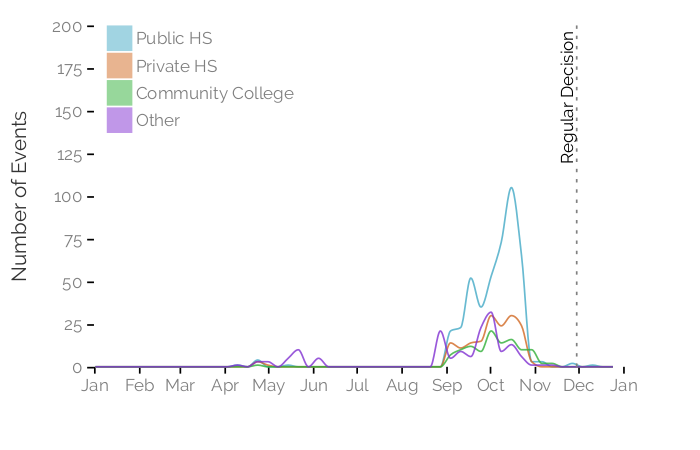 Number of Events
200
175
150
125
100
75
50
25
0
Public HS
Private HS
Community College
Other
Regular Decision
Jan Feb Mar Apr May Jun Jul Aug Sep Oct Nov Dec Jan